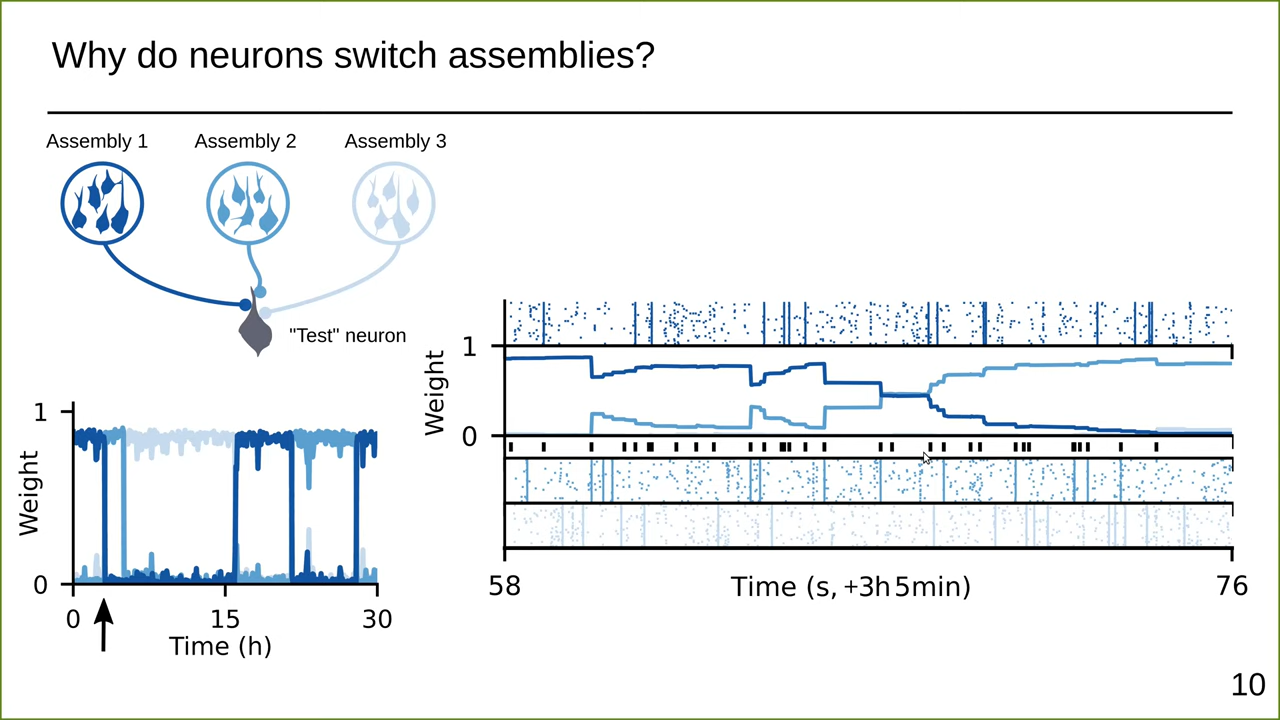 Why do neurons switch assemblies?
Assembly 1
Assembly 2
Assembly 3
"Test" neuron
1
Weight
0
0
15
30
Time (h)
1
Weight
0
58
Time (s, +3h 5min)
76
10